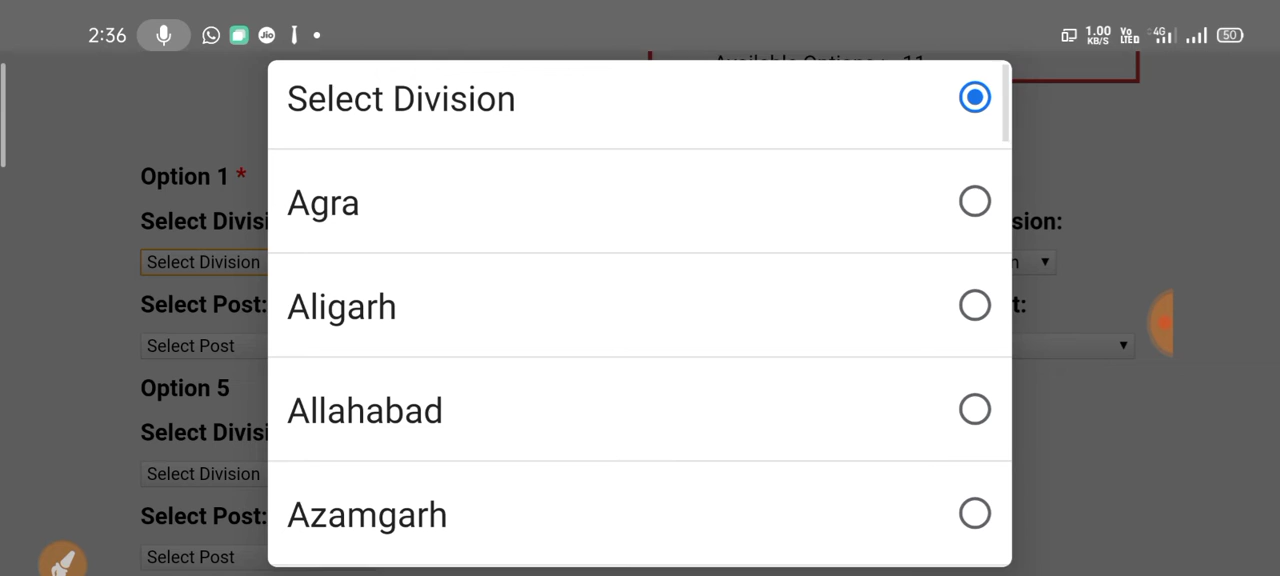 2:36
Jio
1.00
KB/S
Vo
LTE
4G
50
Select Division
Agra
Aligarh
Allahabad
Azamgarh
Option 1 *
Select Divisi
sion:
Select Division
n
Select Post:
t:
Select Post
Option 5
Select Divisi
Select Division
Select Post:
Select Post